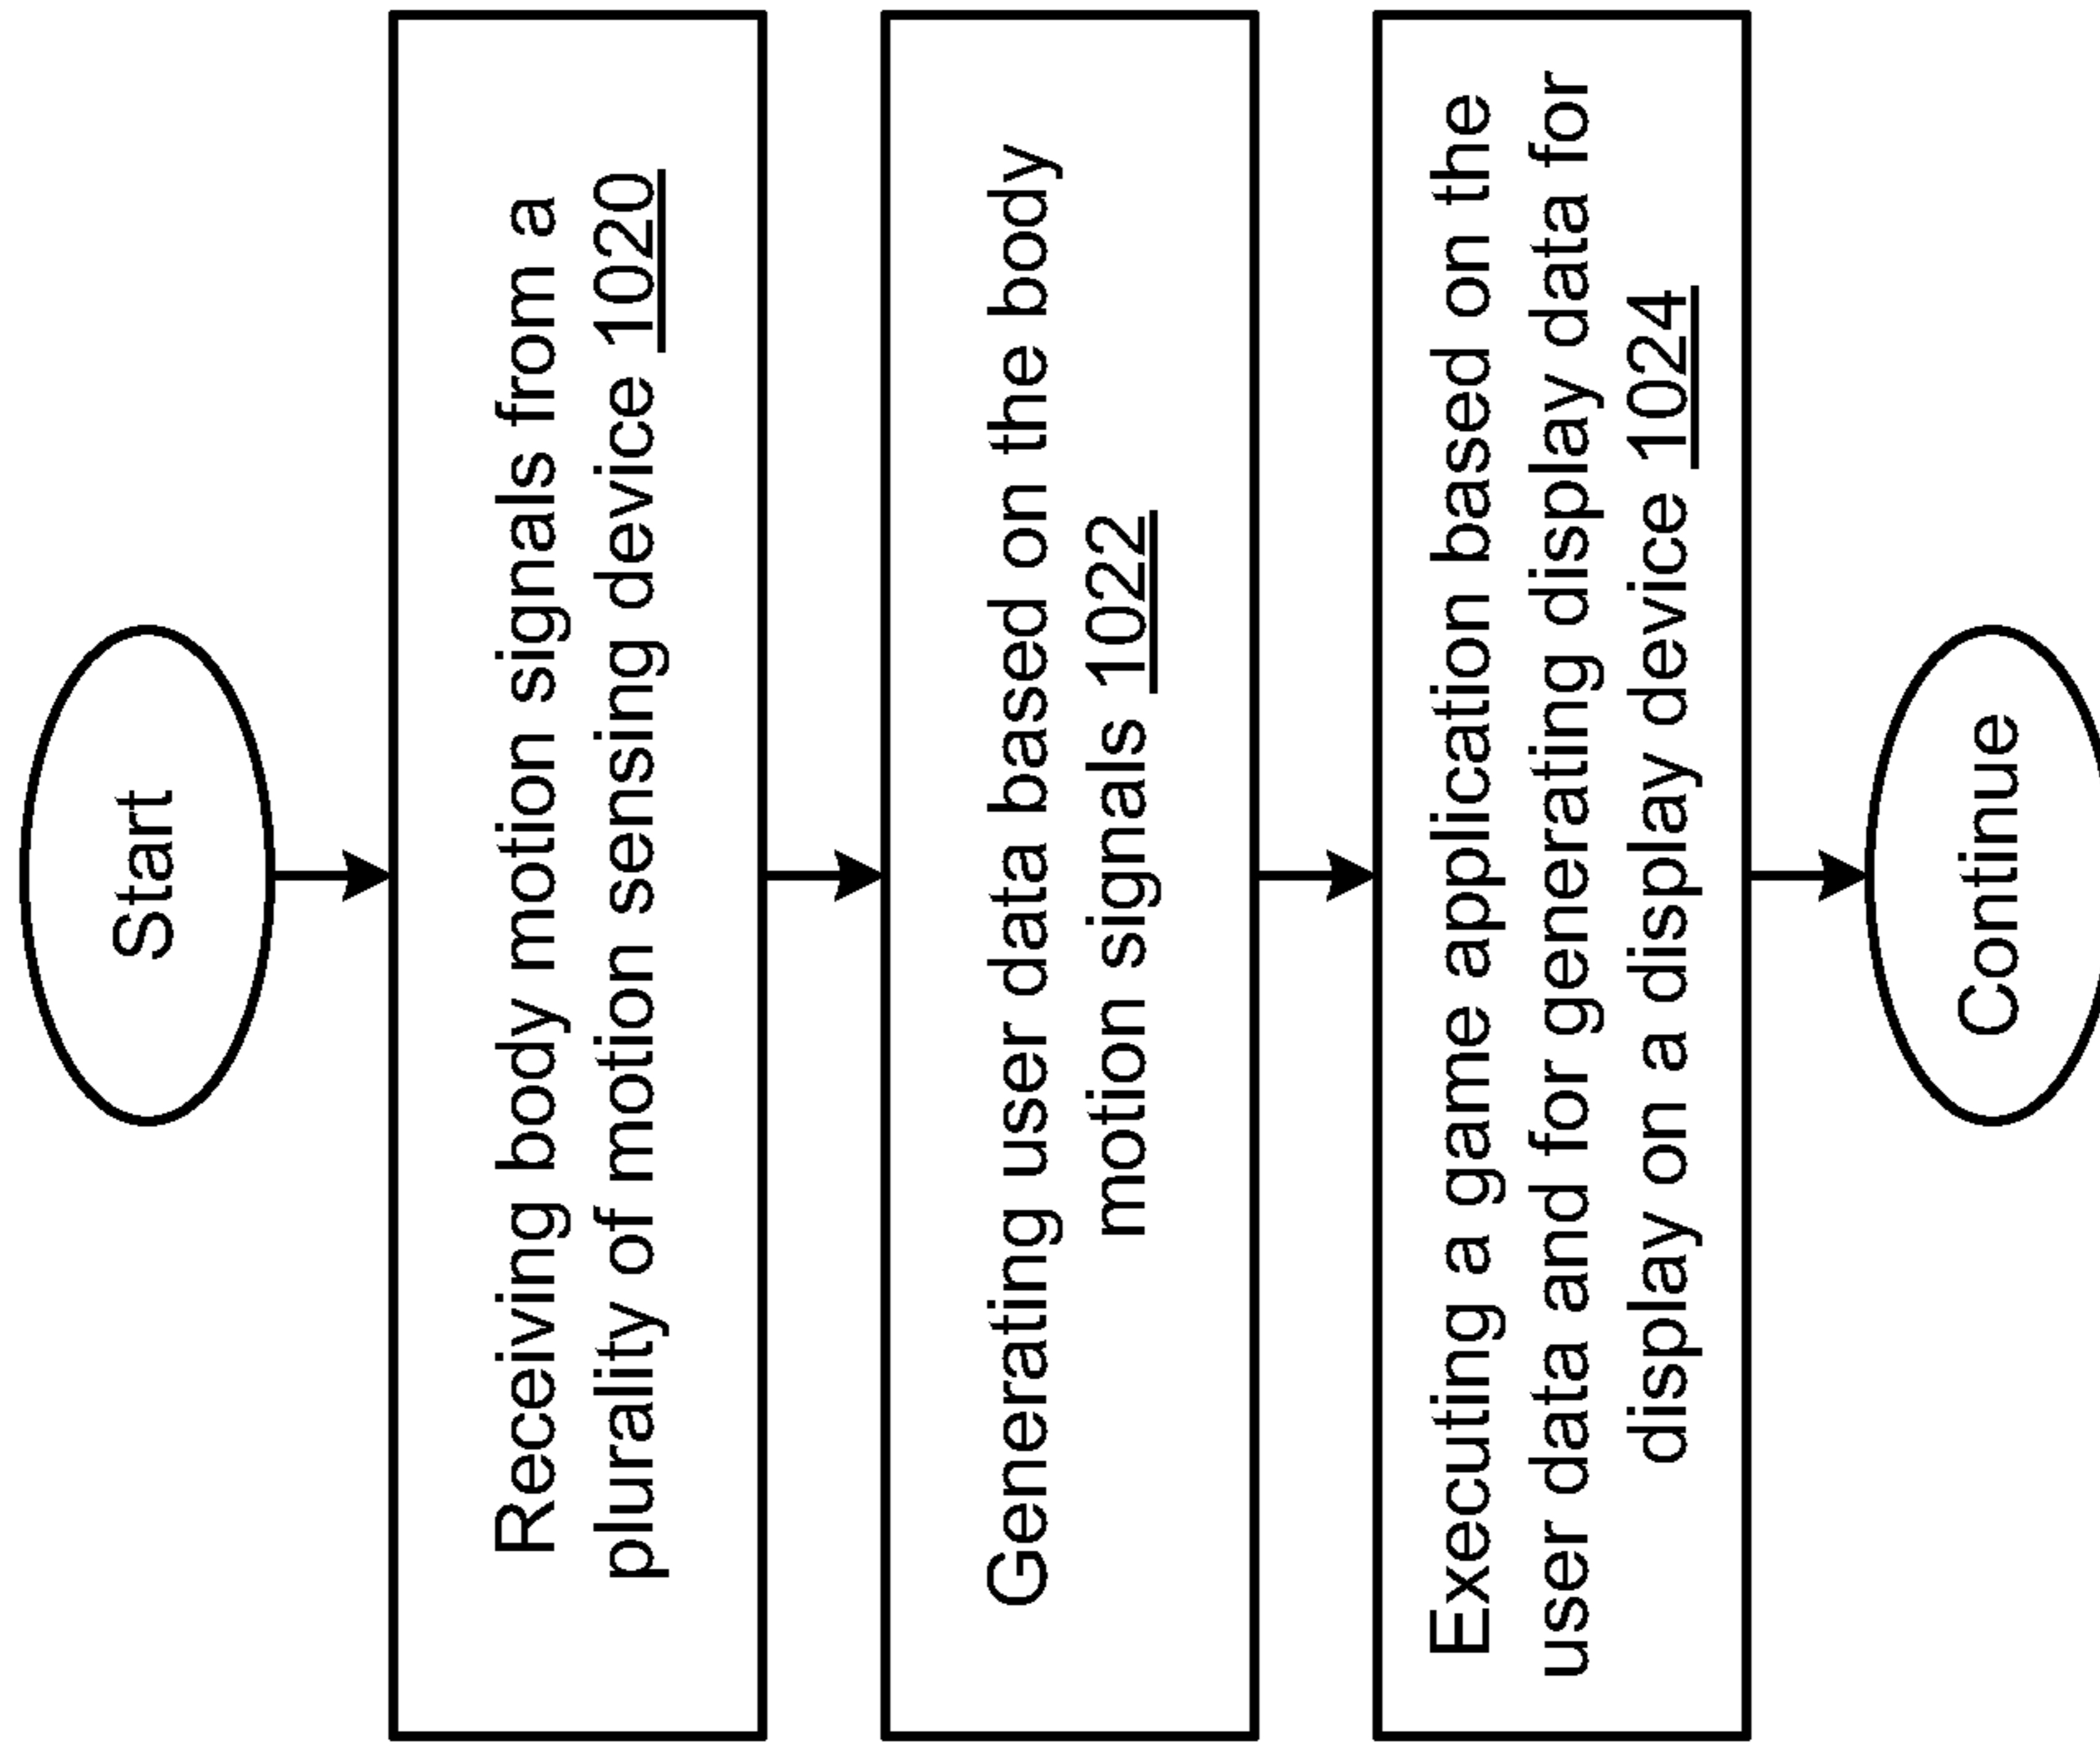 Start
Receiving body motion signals from a
plurality of motion sensing device 1020
Generating user data based on the body
motion signals 1022
Executing a game application based on the
user data and for generating display data for
display on a display device 1024
Continue